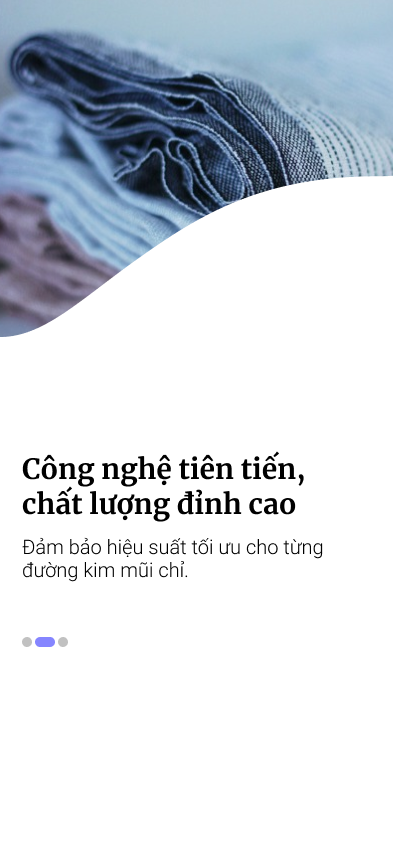 Công nghệ tiên tiến,
chất lượng đỉnh cao
Đảm bảo hiệu suất tối ưu cho từng
đường kim mũi chỉ.